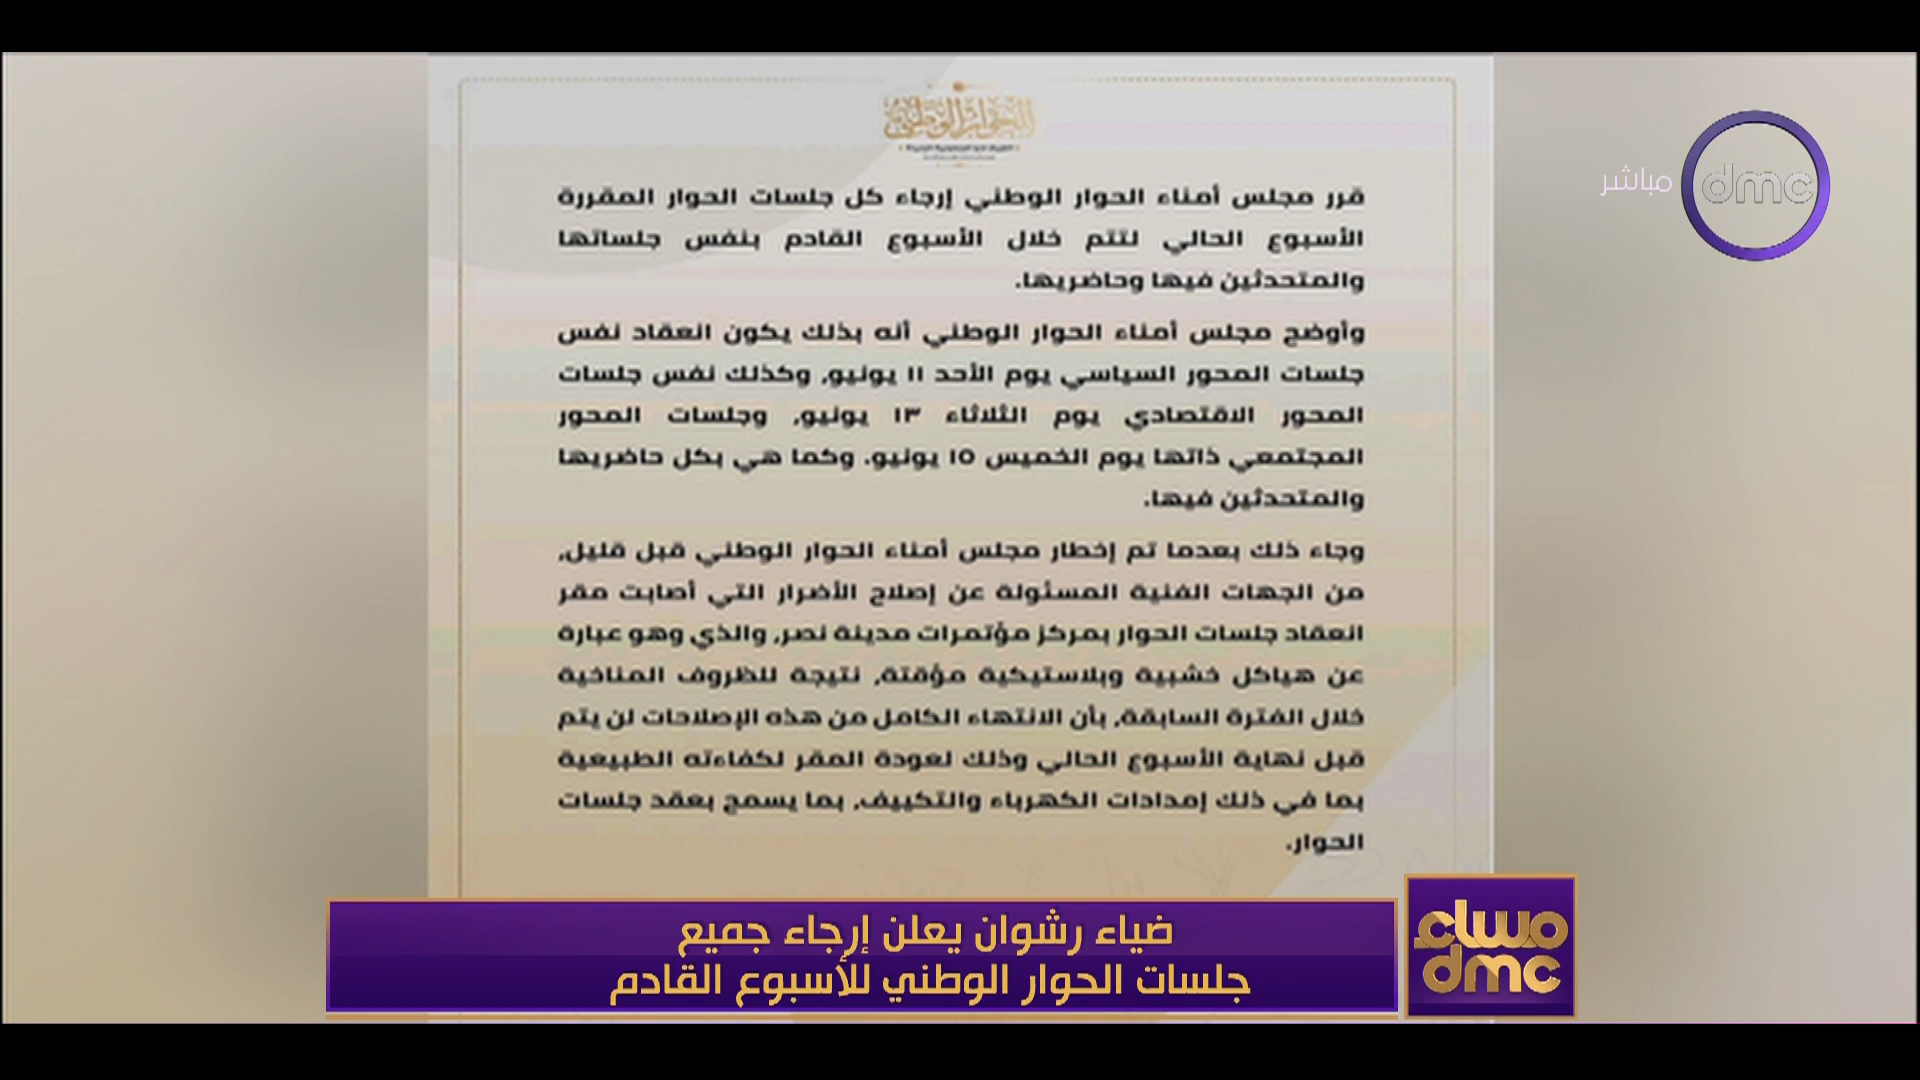 الحوار الوطني
قرر مجلس أمناء الحوار الوطني إرجاء كل جلسات الحوار المقررة
الأسبوع الحالي لتتم خلال الأسبوع القادم بنفس جلساتها
والمتحدثين فيها وحاضريها.
وأوضح مجلس أمناء الحوار الوطني أنه بذلك يكون انعقاد نفس
جلسات المحور السياسي يوم الأحد ١١ يونيو، وكذلك نفس جلسات
المحور الاقتصادي يوم الثلاثاء ١٣ يونيو، وجلسات المحور
المجتمعي ذاتها يوم الخميس ١٥ يونيو. وكما هي بكل حاضريها
والمتحدثين فيها.
وجاء ذلك بعدما تم إخطار مجلس أمناء الحوار الوطني قبل قليل،
من الجهات الفنية المسئولة عن إصلاح الأضرار التي أصابت مقر
انعقاد جلسات الحوار بمركز مؤتمرات مدينة نصر، والذي وهو عبارة
عن هياكل خشبية وبلاستيكية مؤقتة، نتيجة للظروف المناخية
خلال الفترة السابقة، بأن الانتهاء الكامل من هذه الإصلاحات لن يتم
قبل نهاية الأسبوع الحالي وذلك لعودة المقر لكفاءته الطبيعية
بما في ذلك إمدادات الكهرباء والتكييف، بما يسمح بعقد جلسات
الحوار.
dmc مباشر
ضياء رشوان يعلن إرجاء جميع
جلسات الحوار الوطني للأسبوع القادم
مساء
dmc